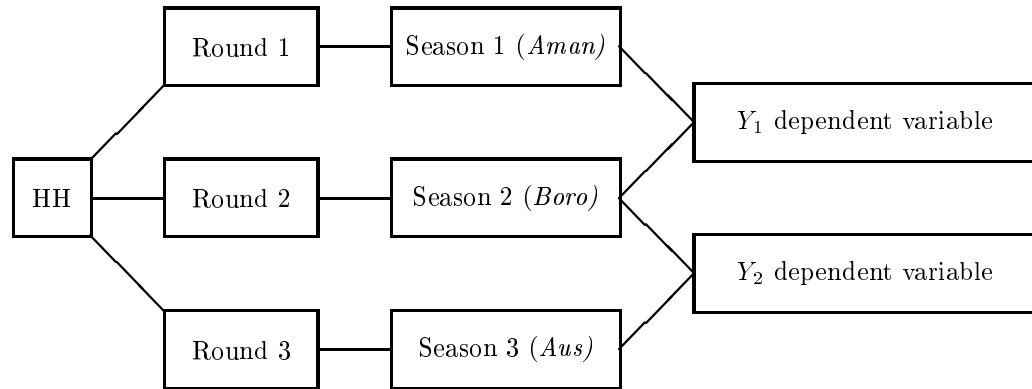 Round 1
Season 1 (Aman)
Y1 dependent variable
HH
Round 2
Season 2 (Boro)
Y2 dependent variable
Round 3
Season 3 (Aus)